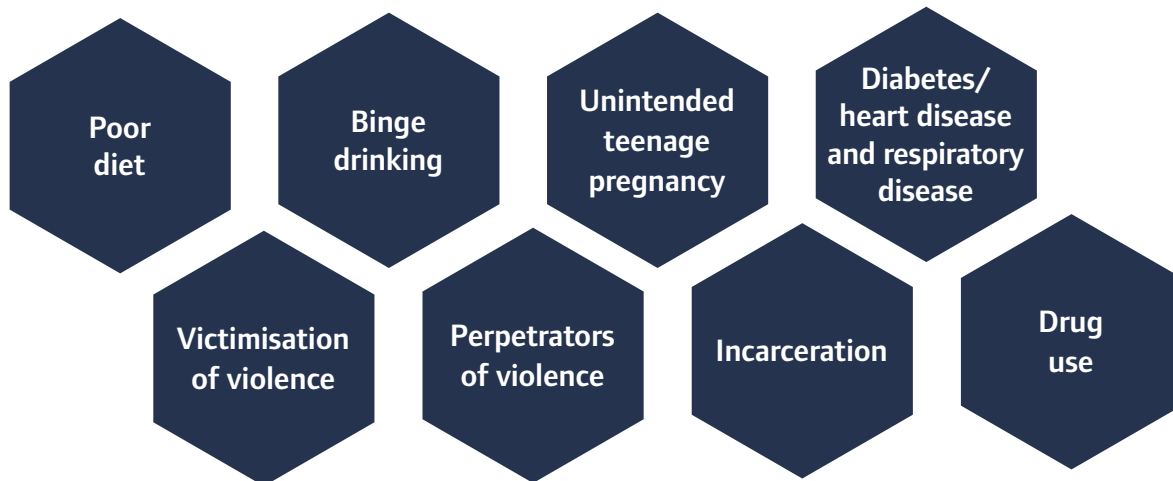 Poor
diet
Binge
drinking
Unintended
teenage
pregnancy
Diabetes/
heart disease
and respiratory
disease
Victimisation
of violence
Perpetrators
of violence
Incarceration
Drug
use